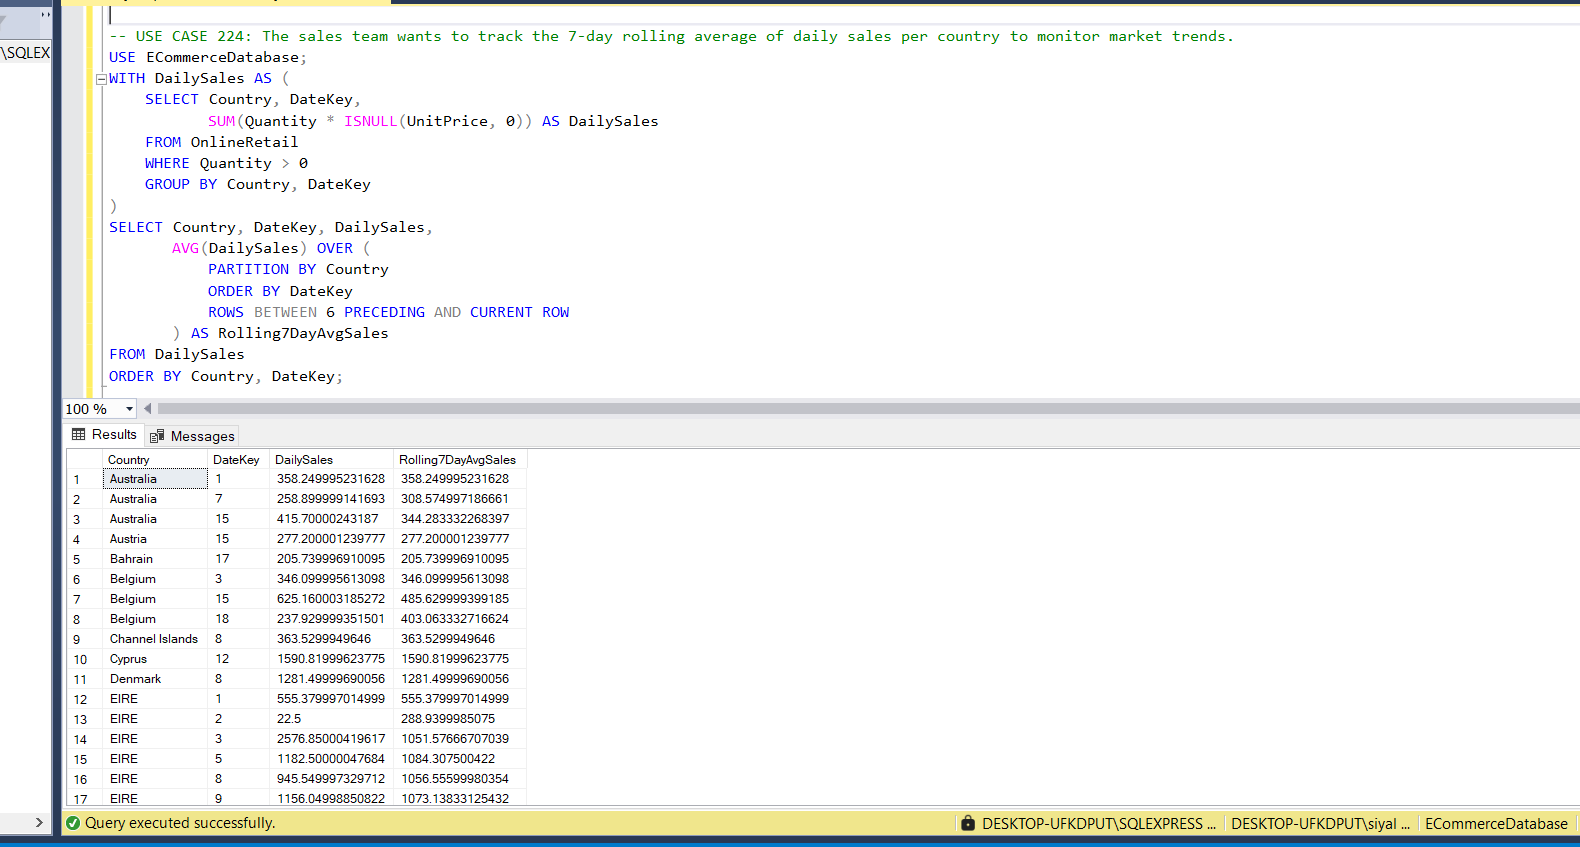 \SQLEX
-- USE CASE 224: The sales team wants to track the 7-day rolling average of daily sales per country to monitor market trends.
USE ECommerceDatabase;
WITH DailySales AS (
SELECT Country, DateKey,
SUM(Quantity * ISNULL(UnitPrice, 0)) AS DailySales
FROM OnlineRetail
WHERE Quantity > 0
GROUP BY Country, DateKey
)
SELECT Country, DateKey, DailySales,
AVG(DailySales) OVER (
PARTITION BY Country
ORDER BY DateKey
ROWS BETWEEN 6 PRECEDING AND CURRENT ROW
) AS Rolling7DayAvgSales
FROM DailySales
ORDER BY Country, DateKey;
100 %
Results Messages
Country DateKey DailySales Rolling7DayAvgSales
1 Australia 1 358.249995231628 358.249995231628
2 Australia 7 258.899999141693 308.574997186661
3 Australia 15 415.70000243187 344.283332268397
4 Austria 15 277.200001239777 277.200001239777
5 Bahrain 17 205.739996910095 205.739996910095
6 Belgium 3 346.099995613098 346.099995613098
7 Belgium 15 625.160003185272 485.629999399185
8 Belgium 18 237.929999351501 403.063332716624
9 Channel Islands 8 363.5299949646 363.5299949646
10 Cyprus 12 1590.81999623775 1590.81999623775
11 Denmark 8 1281.49999690056 1281.49999690056
12 EIRE 1 555.379997014999 555.379997014999
13 EIRE 2 22.5 288.9399985075
14 EIRE 3 2576.85000419617 1051.57666707039
15 EIRE 5 1182.50000047684 1084.307500422
16 EIRE 8 945.549997329712 1056.55599980354
17 EIRE 9 1156.04998850822 1073.13833125432
Query executed successfully. DESKTOP-UFKDPUT\SQLEXPRESS ... DESKTOP-UFKDPUT\siyal ... ECommerceDatabase